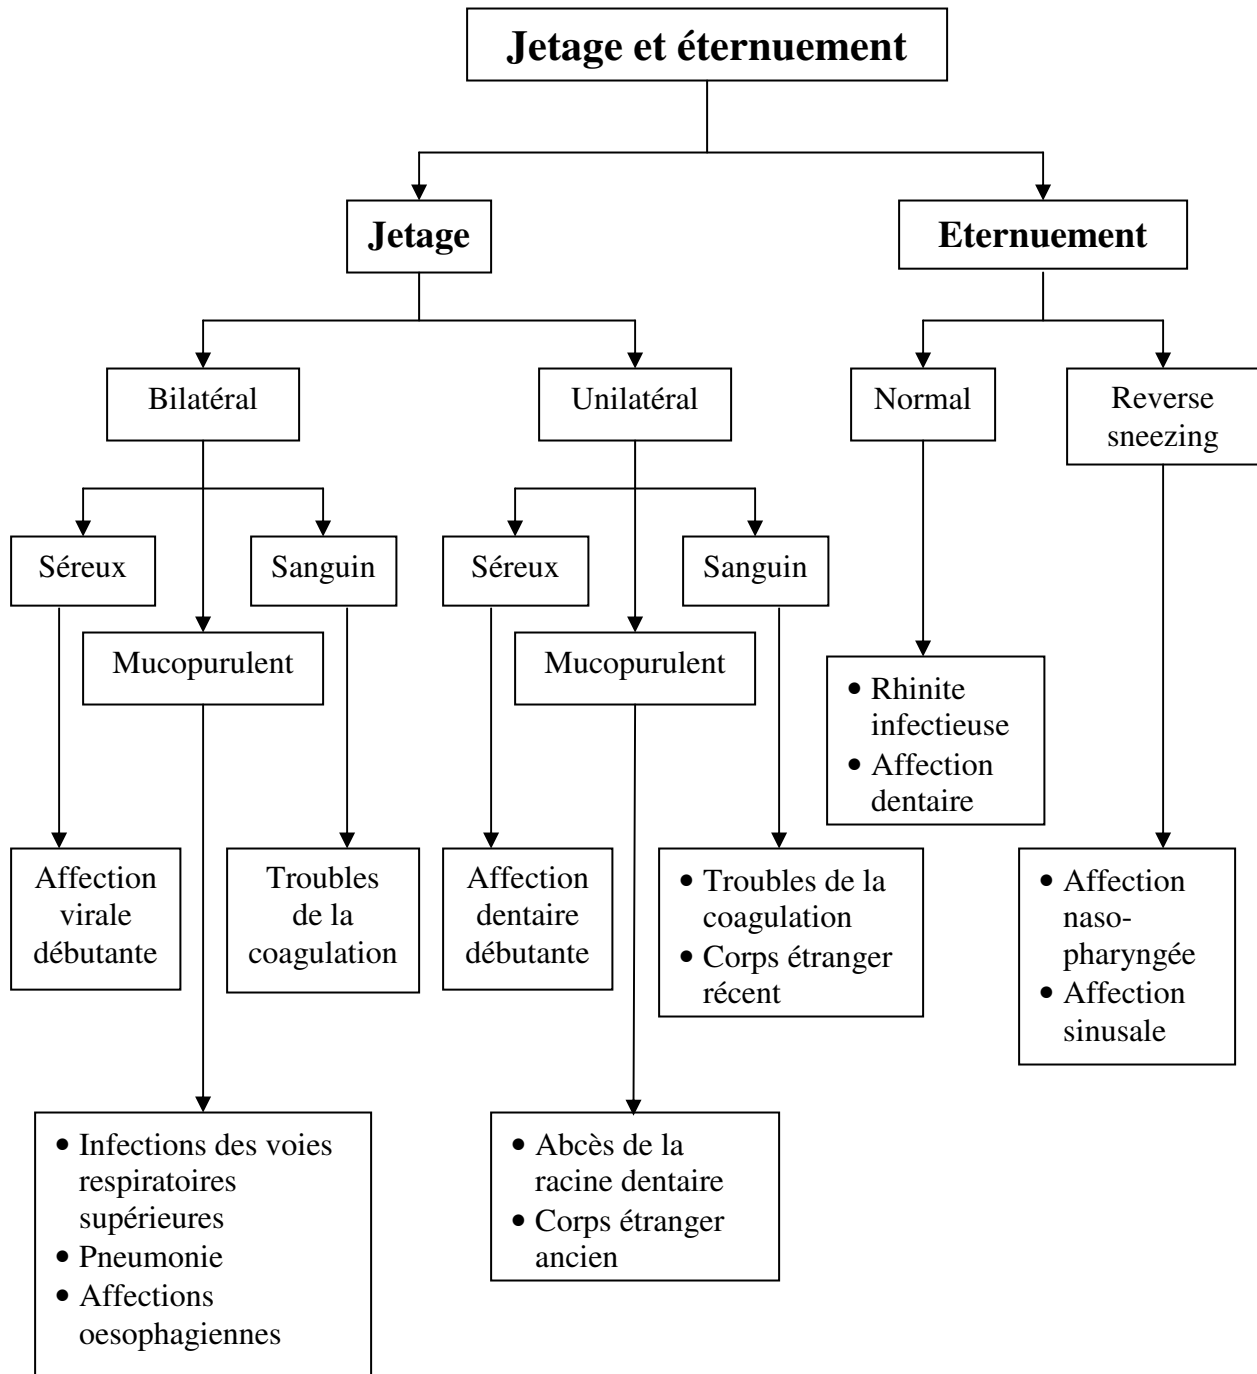 Jetage et éternuement
Jetage
Eternuement
Bilatéral
Unilatéral
Normal
Reverse
sneezing
Séreux
Sanguin
Séreux
Sanguin
Mucopurulent
Mucopurulent
• Rhinite
infectieuse
• Affection
dentaire
Affection
virale
débutante
Troubles
de la
coagulation
Affection
dentaire
débutante
• Troubles de la
coagulation
• Corps étranger
récent
• Affection
naso-
pharyngée
• Affection
sinusale
• Infections des voies
respiratoires
supérieures
• Pneumonie
• Affections
oesophagiennes
• Abcès de la
racine dentaire
• Corps étranger
ancien